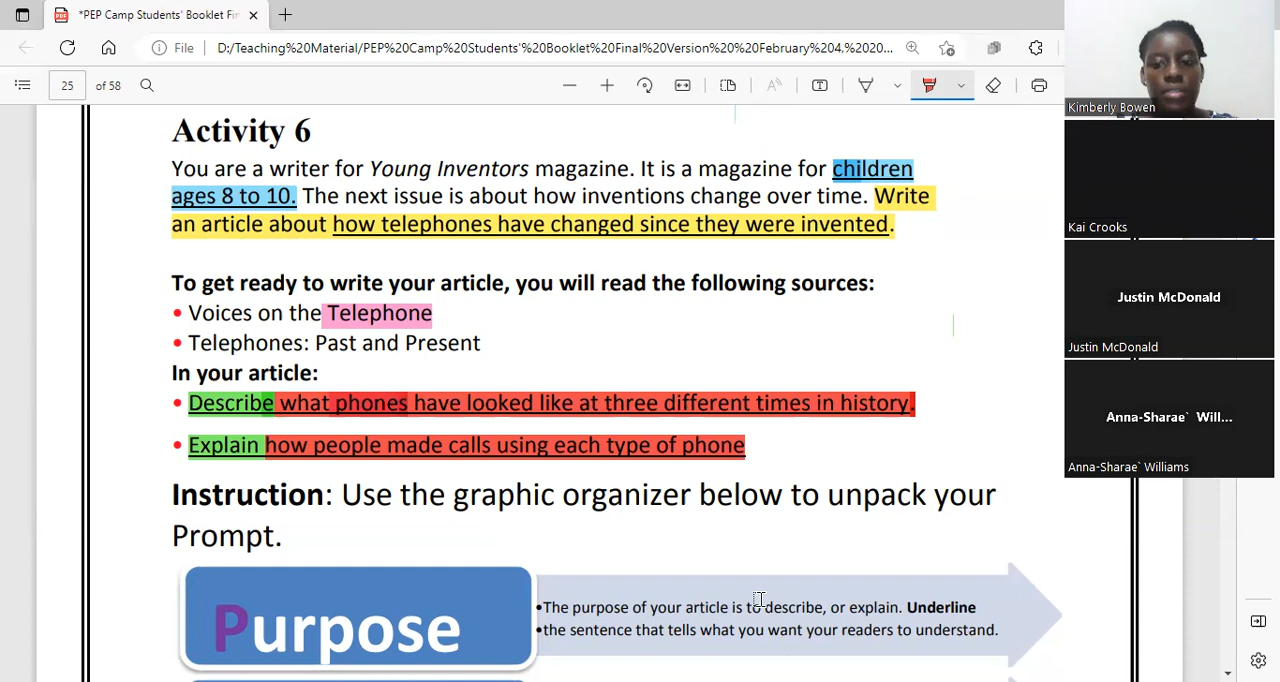 *PEP Camp Students' Booklet Fin
File D:/Teaching%20Material/PEP%20Camp%20Students'%20Booklet%20Final%20Version%20%20February%204,%2020...
25 of 58
Activity 6
You are a writer for Young Inventors magazine. It is a magazine for children
ages 8 to 10. The next issue is about how inventions change over time. Write
an article about how telephones have changed since they were invented.
To get ready to write your article, you will read the following sources:
• Voices on the Telephone
• Telephones: Past and Present
In your article:
• Describe what phones have looked like at three different times in history.
• Explain how people made calls using each type of phone
Instruction: Use the graphic organizer below to unpack your
Prompt.
Purpose
•The purpose of your article is to describe, or explain. Underline
•the sentence that tells what you want your readers to understand.
Kimberly Bowen
Kai Crooks
Justin McDonald
Justin McDonald
Anna-Sharae` Will...
Anna-Sharae` Williams